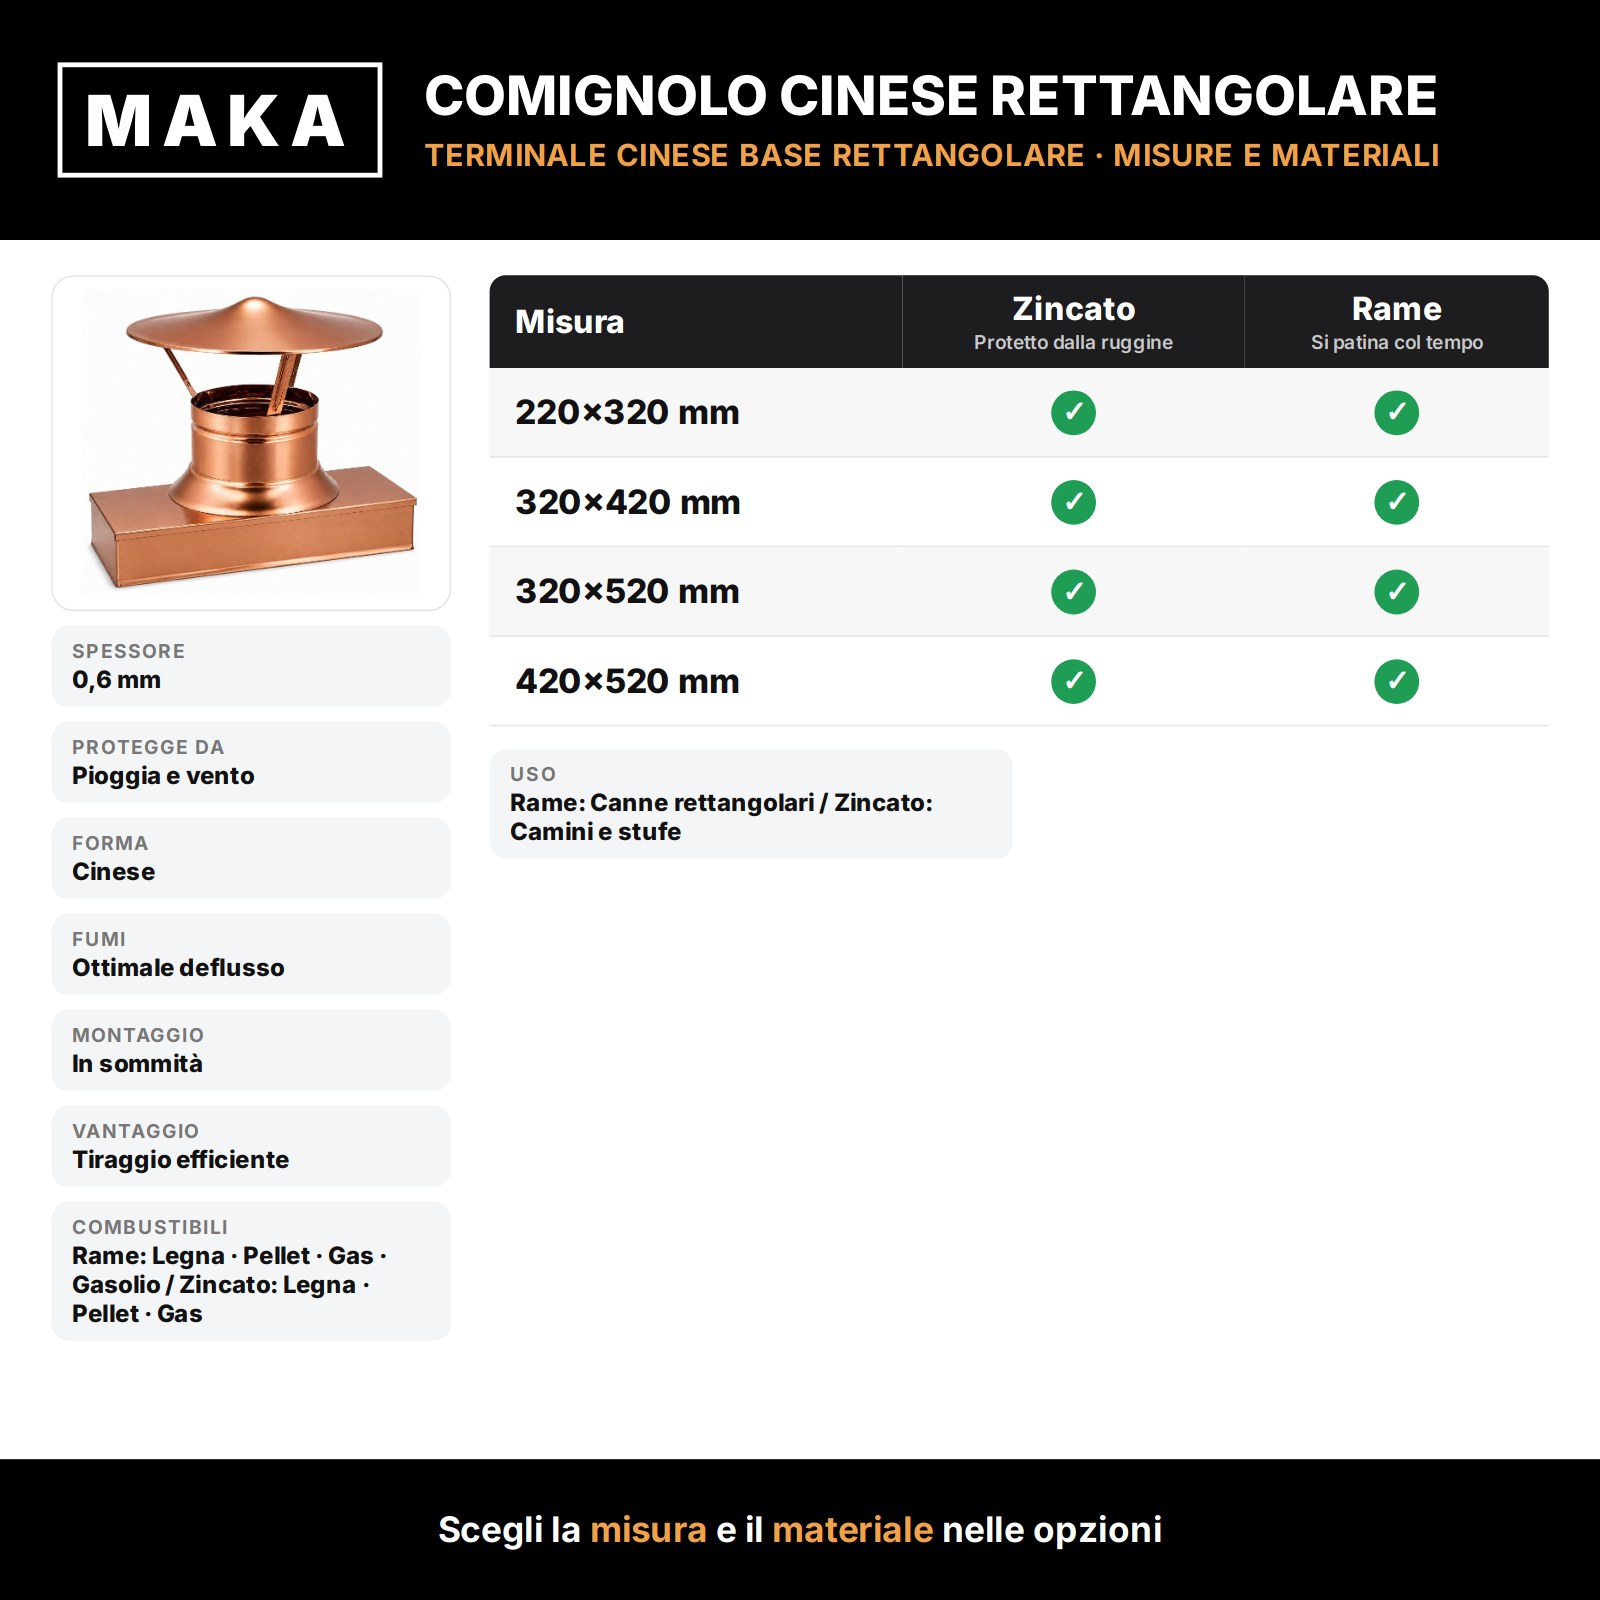 MAKA
COMIGNOLO CINESE RETTANGOLARE
TERMINALE CINESE BASE RETTANGOLARE · MISURE E MATERIALI
Misura
Zincato
Protetto dalla ruggine
Rame
Si patina col tempo
220×320 mm ✓ ✓
320×420 mm ✓ ✓
320×520 mm ✓ ✓
420×520 mm ✓ ✓
USO
Rame: Canne rettangolari / Zincato:
Camini e stufe
SPESSORE
0,6 mm
PROTEGGE DA
Pioggia e vento
FORMA
Cinese
FUMI
Ottimale deflusso
MONTAGGIO
In sommità
VANTAGGIO
Tiraggio efficiente
COMBUSTIBILI
Rame: Legna · Pellet · Gas ·
Gasolio / Zincato: Legna ·
Pellet · Gas
Scegli la misura e il materiale nelle opzioni